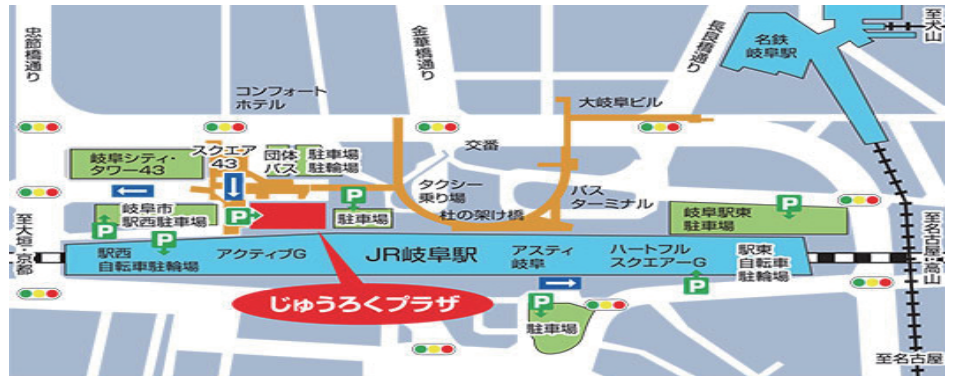 忠節橋通り
金華橋通り
長良橋通り
名鉄
岐阜駅
至犬山
コンフォート
ホテル
大岐阜ビル
岐阜シティ・
タワー43
スクエア
43
団体
バス
駐車場
駐輪場
交番
タクシー
乗り場
バス
ターミナル
杜の架け橋
P
岐阜市
駅西駐車場
P
P
駐車場
P
岐阜駅東
駐車場
P
至大垣・京都
駅西
自転車駐輪場
P
アクティブG
JR岐阜駅
アスティ
岐阜
ハートフル
スクエアーG
P
駅東
自転車
駐輪場
至名古屋・高山
じゅうろくプラザ
P
駐車場
至名古屋